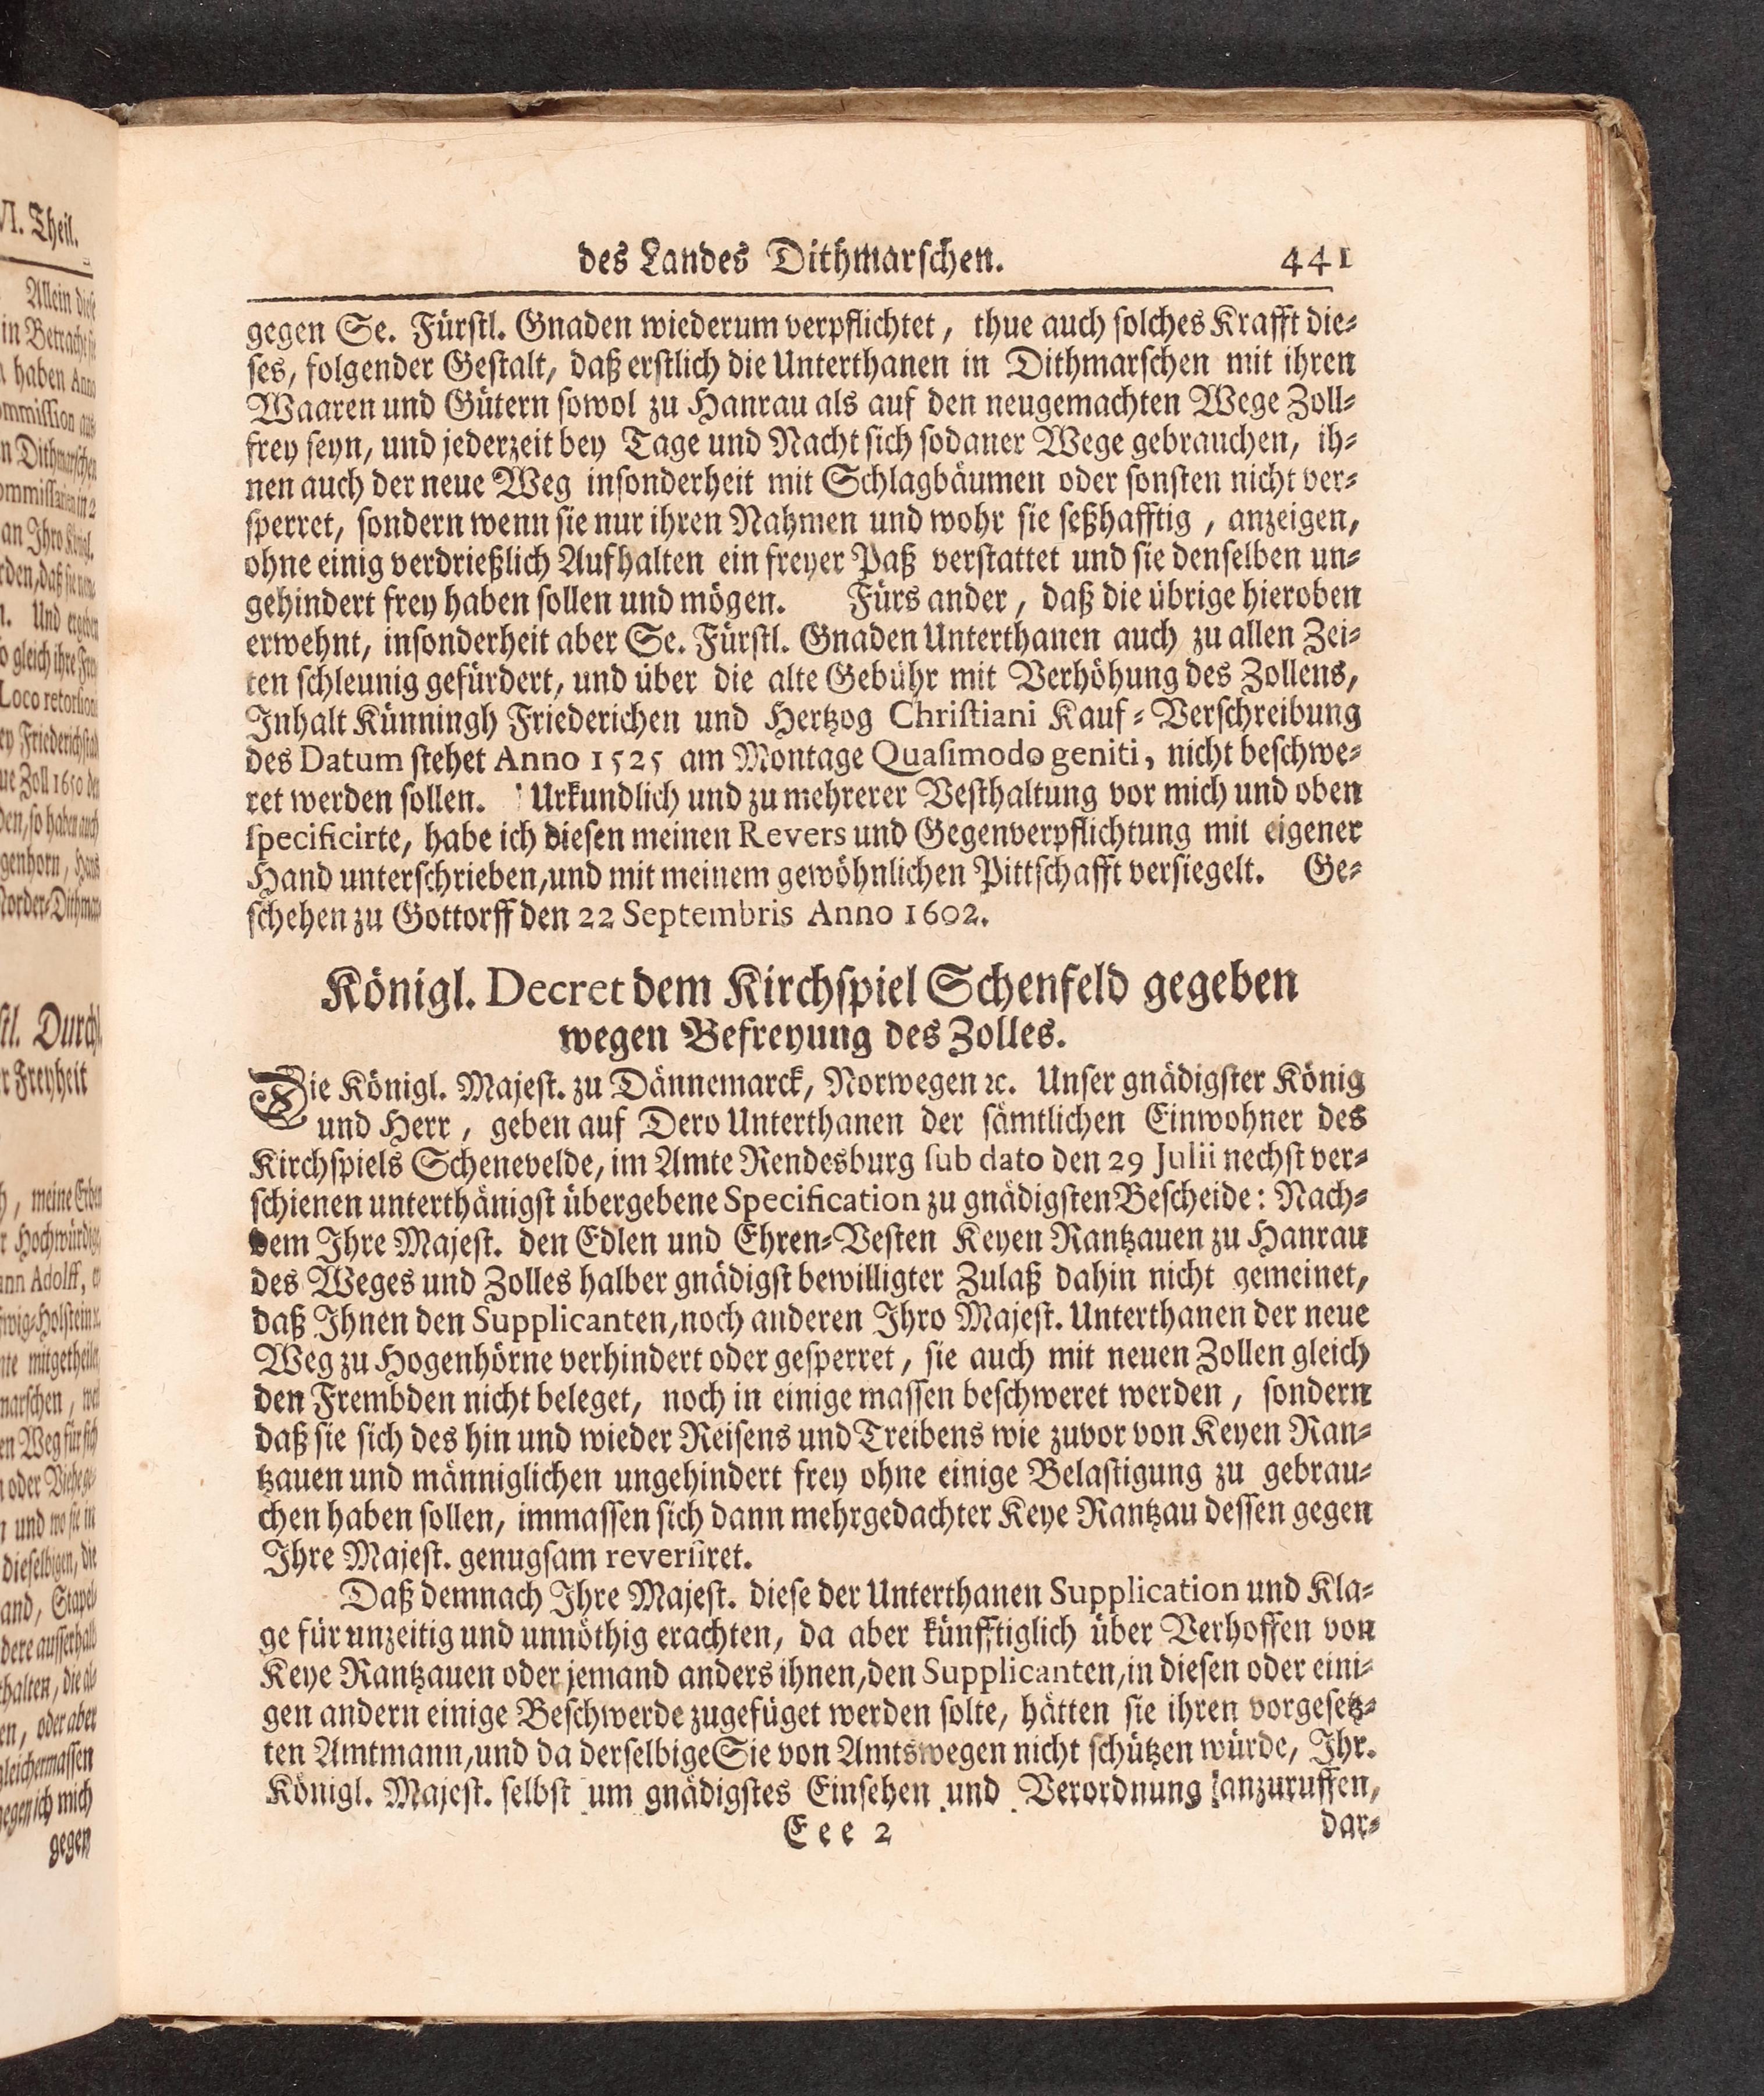 des Landes Dithmarschen. 441
gegen Se. Fürstl. Gnaden wiederum verpflichtet, thue auch solches Krafft die-
ses, folgender Gestalt, daß erstlich die Unterthanen in Dithmarschen mit ihren
Waaren und Gütern sowol zu Hanrau als auf den neugemachten Wege Zoll-
frey seyn, und jederzeit bey Tage und Nacht sich sodaner Wege gebrauchen, ih-
nen auch der neue Weg insonderheit mit Schlagbäumen oder sonsten nicht ver-
sperret, sondern wenn sie nur ihren Nahmen und wohr sie seßhafftig, anzeigen,
ohne einig verdrießlich Aufhalten ein freyer Paß verstattet und sie denselben un-
gehindert frey haben sollen und mögen. Fürs ander, daß die übrige hieroben
erwehnt, insonderheit aber Se. Fürstl. Gnaden Unterthanen auch zu allen Zei-
ten schleunig gefürdert, und über die alte Gebühr mit Verhöhung des Zollens,
Inhalt Künningh Friederichen und Hertzog Christiani Kauf-Verschreibung
des Datum stehet Anno 1525 am Montage Quasimodo geniti, nicht beschwe-
ret werden sollen. Urkundlich und zu mehrerer Vesthaltung vor mich und oben
specificirte, habe ich diesen meinen Revers und Gegenverpflichtung mit eigener
Hand unterschrieben, und mit meinem gewöhnlichen Pittschafft versiegelt. Ge-
schehen zu Gottorff den 22 Septembris Anno 1602.
Königl. Decret dem Kirchspiel Schenfeld gegeben
wegen Befreyung des Zolles.
Die Königl. Majest. zu Dännemarck, Norwegen ꝛc. Unser gnädigster König
und Herr, geben auf Dero Unterthanen der sämtlichen Einwohner des
Kirchspiels Schenevelde, im Amte Rendesburg sub dato den 29 Julii nechst ver-
schienen unterthänigst übergebene Specification zu gnädigsten Bescheide: Nach-
dem Ihre Majest. den Edlen und Ehren-Vesten Keyen Rantzauen zu Hanrau
des Weges und Zolles halber gnädigst bewilligter Zulaß dahin nicht gemeinet,
daß Ihnen den Supplicanten, noch anderen Ihro Majest. Unterthanen der neue
Weg zu Hogenhörne verhindert oder gesperret, sie auch mit neuen Zollen gleich
den Frembden nicht beleget, noch in einige massen beschweret werden, sondern
daß sie sich des hin und wieder Reisens und Treibens wie zuvor von Keyen Ran-
tzauen und männiglichen ungehindert frey ohne einige Belastigung zu gebrau-
chen haben sollen, immassen sich dann mehrgedachter Keye Rantzau dessen gegen
Ihre Majest. genugsam reversiret.
Daß demnach Ihre Majest. diese der Unterthanen Supplication und Kla-
ge für unzeitig und unnöthig erachten, da aber künfftiglich über Verhoffen von
Keye Rantzauen oder jemand anders ihnen, den Supplicanten, in diesen oder eini-
gen andern einige Beschwerde zugefüget werden solte, hätten sie ihren vorgesetz-
ten Amtmann, und da derselbige Sie von Amtswegen nicht schützen würde, Ihr.
Königl. Majest. selbst um gnädigstes Einsehen und Verordnung anzuruffen,
Eee 2 dar-